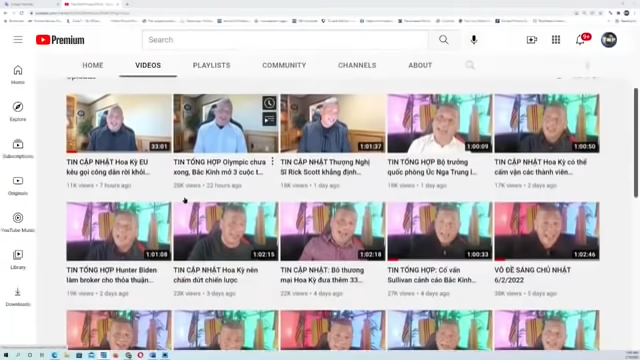 Premium
Search
9+
HOME VIDEOS PLAYLISTS COMMUNITY CHANNELS ABOUT
Home
Explore
Subscriptions
Originals
YouTube Music
Library
Downloads
33:01
1:01:37
1:00:09
1:00:50
TIN CẬP NHẬT Hoa Kỳ EU
kêu gọi công dân rời khỏi...
11K views • 7 hours ago
TIN TỔNG HỢP Olympic chưa
xong, Bắc Kinh mở 3 cuộc t...
28K views • 22 hours ago
TIN CẬP NHẬT Thượng Nghị
Sĩ Rick Scott khẳng định...
18K views • 1 day ago
TIN TỔNG HỢP Bộ trưởng
quốc phòng Úc Nga Trung l...
18K views • 1 day ago
TIN CẬP NHẬT Hoa Kỳ có thể
cấm vận các thành viên...
17K views • 2 days ago
1:01:08
1:02:15
1:02:18
1:00:33
1:02:46
TIN TỔNG HỢP Hunter Biden
làm broker cho thỏa thuận...
19K views • 2 days ago
TIN CẬP NHẬT Hoa Kỳ nên
chấm dứt chiến lược
23K views • 3 days ago
TIN CẬP NHẬT: Bộ thương
mại Hoa Kỳ đưa thêm 33...
22K views • 4 days ago
TIN TỔNG HỢP: Cố vấn
Sullivan cảnh cáo Bắc Kinh...
27K views • 4 days ago
VÕ ĐỀ SÁNG CHỦ NHẬT
6/2/2022
38K views • 5 days ago